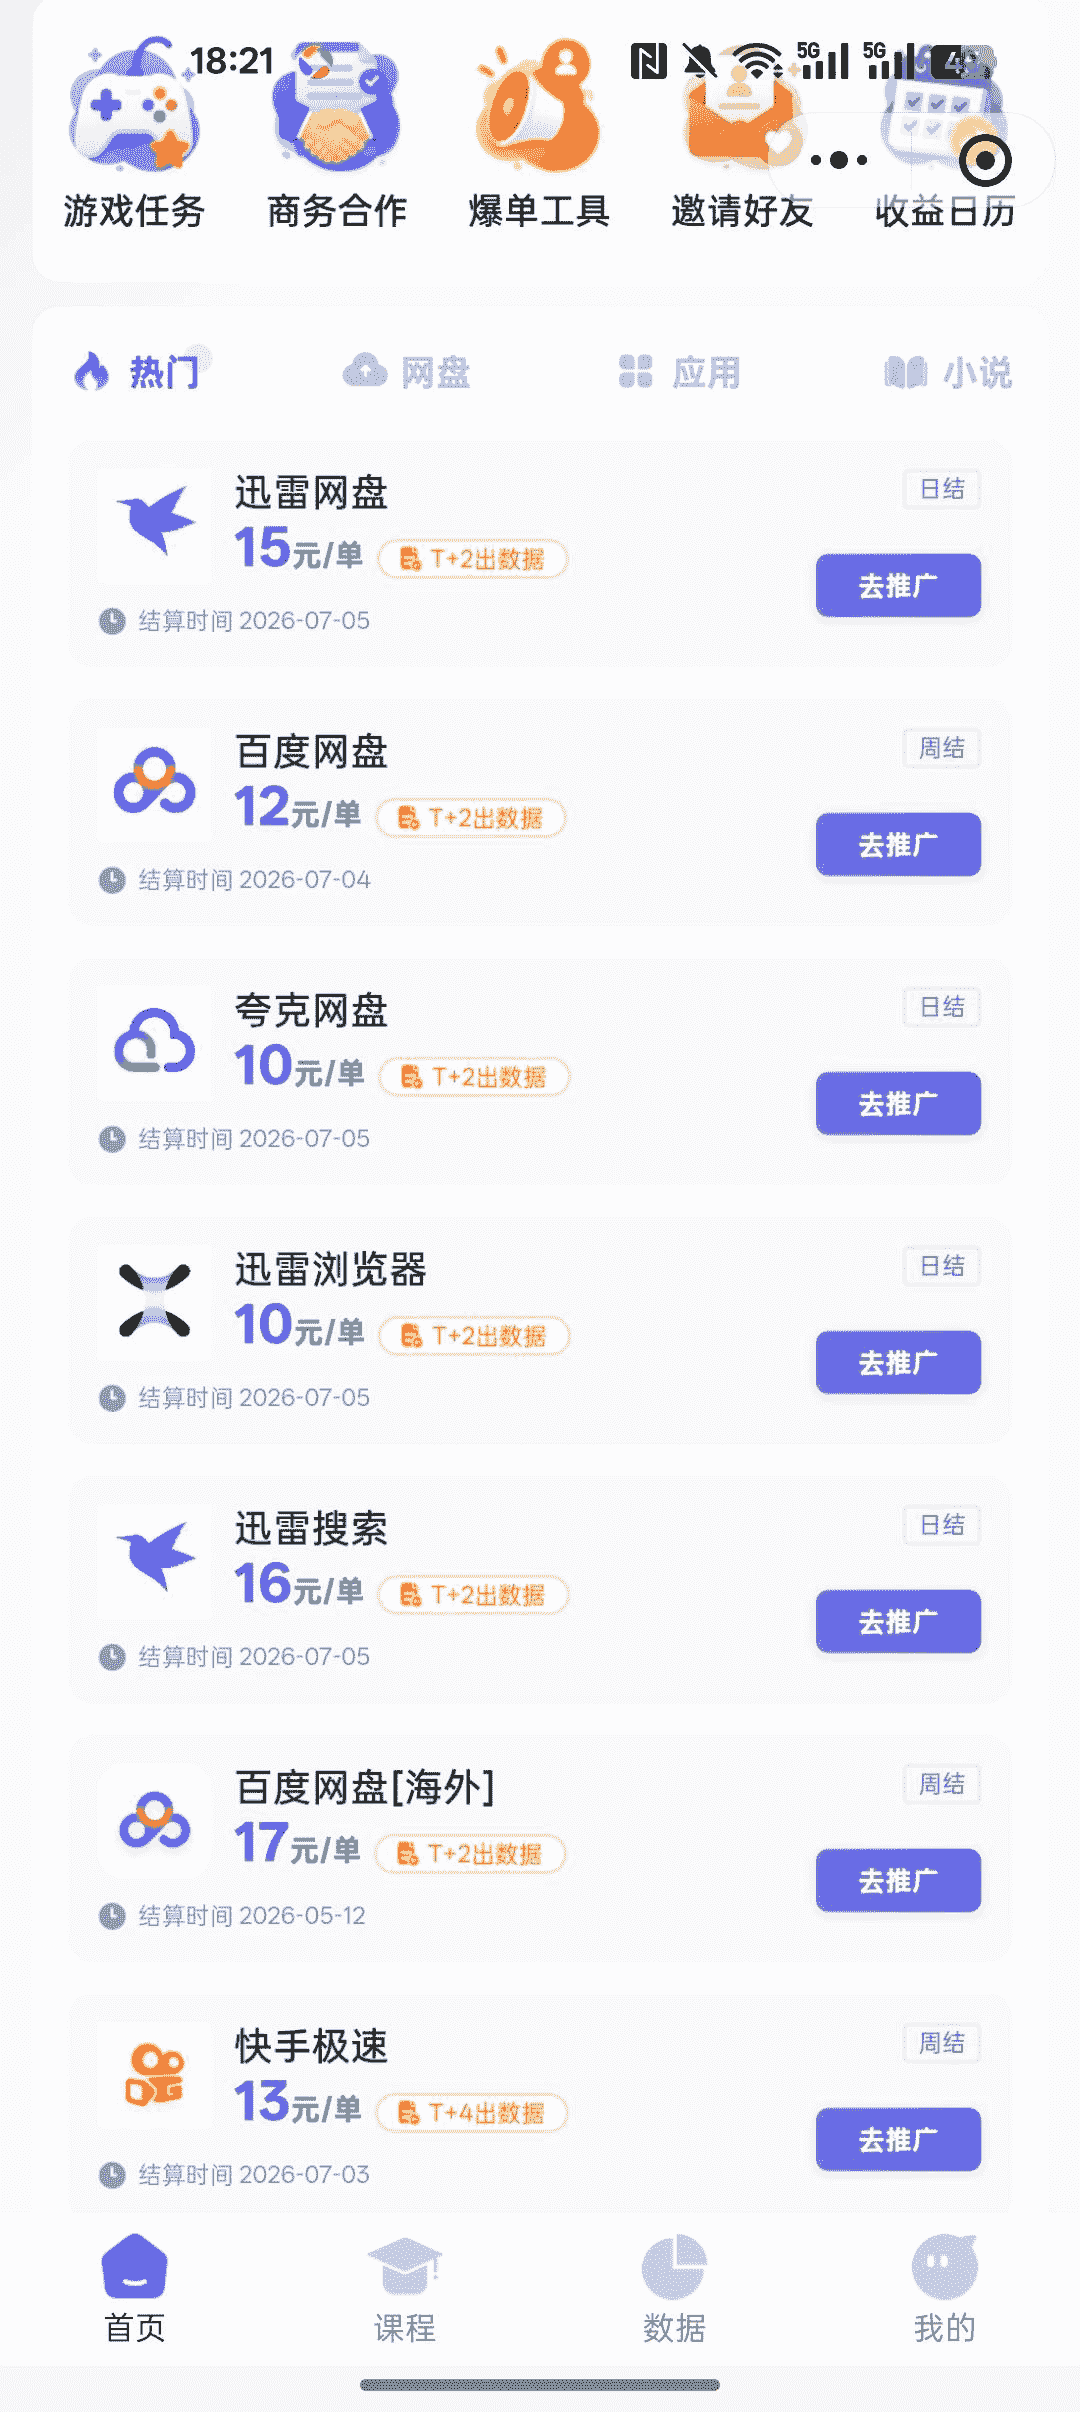 18:21
5G
5G
游戏任务
商务合作
爆单工具
邀请好友
收益日历
热门
网盘
应用
小说
迅雷网盘
日结
15元/单
T+2出数据
去推广
结算时间 2026-07-05
百度网盘
周结
12元/单
T+2出数据
去推广
结算时间 2026-07-04
夸克网盘
日结
10元/单
T+2出数据
去推广
结算时间 2026-07-05
迅雷浏览器
日结
10元/单
T+2出数据
去推广
结算时间 2026-07-05
迅雷搜索
日结
16元/单
T+2出数据
去推广
结算时间 2026-07-05
百度网盘[海外]
周结
17元/单
T+2出数据
去推广
结算时间 2026-05-12
快手极速
周结
13元/单
T+4出数据
去推广
结算时间 2026-07-03
首页
课程
数据
我的